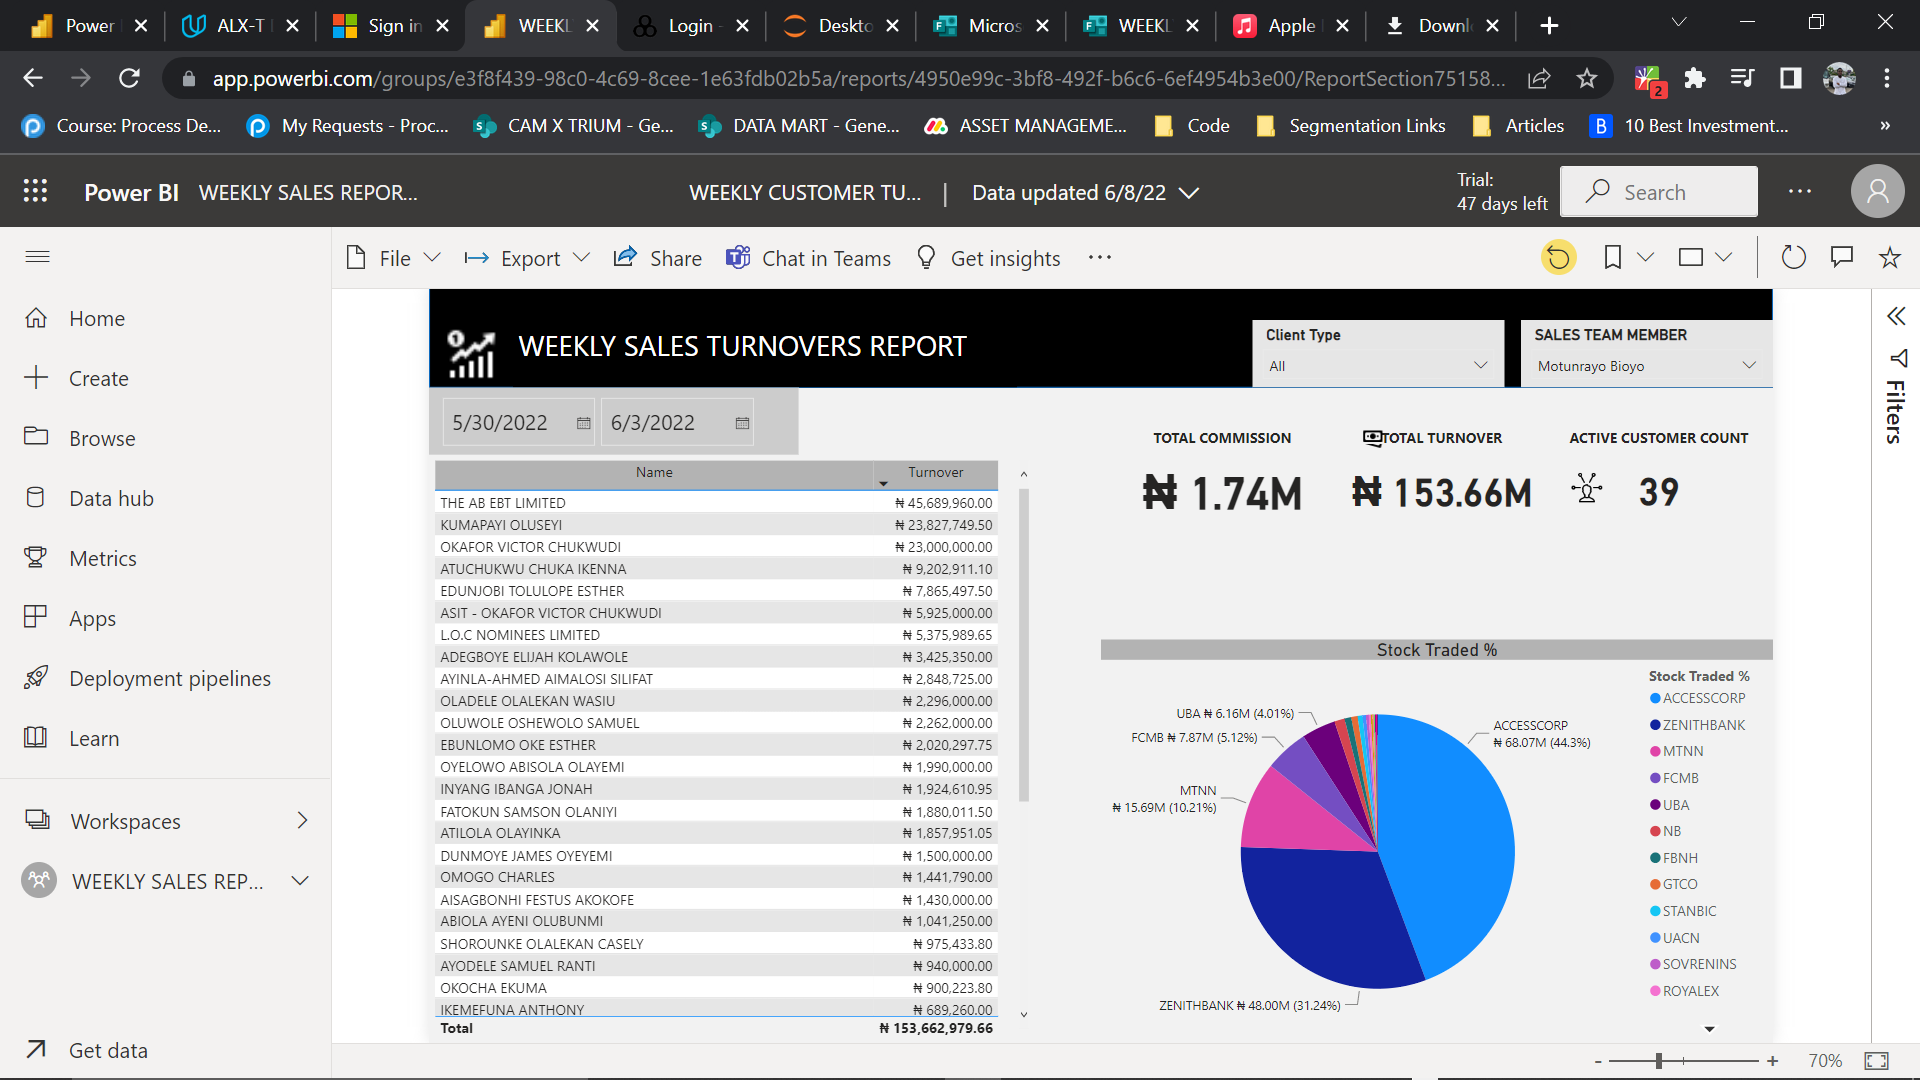 Power
ALX-T
Sign in
WEEKL
Login -
Deskto
Micros
WEEKL
Apple
Downl
app.powerbi.com/groups/e3f8f439-98c0-4c69-8cee-1e63fdb02b5a/reports/4950e99c-3bf8-492f-b6c6-6ef4954b3e00/ReportSection75158...
2
Course: Process De...
My Requests - Proc...
CAM X TRIUM - Ge...
DATA MART - Gene...
ASSET MANAGEME...
Code
Segmentation Links
Articles
B
10 Best Investment...
»
Power BI
WEEKLY SALES REPOR...
WEEKLY CUSTOMER TU... | Data updated 6/8/22
Trial:
47 days left
Search
File
Export
Share
Chat in Teams
Get insights
Home
Create
Browse
Data hub
Metrics
Apps
Deployment pipelines
Learn
Workspaces
WEEKLY SALES REP...
Get data
WEEKLY SALES TURNOVERS REPORT
Client Type
All
SALES TEAM MEMBER
Motunrayo Bioyo
Filters
5/30/2022
6/3/2022
TOTAL COMMISSION
₦ 1.74M
TOTAL TURNOVER
₦ 153.66M
ACTIVE CUSTOMER COUNT
39
Name Turnover
THE AB EBT LIMITED ₦ 45,689,960.00
KUMAPAYI OLUSEYI ₦ 23,827,749.50
OKAFOR VICTOR CHUKWUDI ₦ 23,000,000.00
ATUCHUKWU CHUKA IKENNA ₦ 9,202,911.10
EDUNJOBI TOLULOPE ESTHER ₦ 7,865,497.50
ASIT - OKAFOR VICTOR CHUKWUDI ₦ 5,925,000.00
L.O.C NOMINEES LIMITED ₦ 5,375,989.65
ADEGBOYE ELIJAH KOLAWOLE ₦ 3,425,350.00
AYINLA-AHMED AIMALOSI SILIFAT ₦ 2,848,725.00
OLADELE OLALEKAN WASIU ₦ 2,296,000.00
OLUWOLE OSHEWOLO SAMUEL ₦ 2,262,000.00
EBUNLOMO OKE ESTHER ₦ 2,020,297.75
OYELOWO ABISOLA OLAYEMI ₦ 1,990,000.00
INYANG IBANGA JONAH ₦ 1,924,610.95
FATOKUN SAMSON OLANIYI ₦ 1,880,011.50
ATILOLA OLAYINKA ₦ 1,857,951.05
DUNMOYE JAMES OYEYEMI ₦ 1,500,000.00
OMOGO CHARLES ₦ 1,441,790.00
AISAGBONHI FESTUS AKOKOFE ₦ 1,430,000.00
ABIOLA AYENI OLUBUNMI ₦ 1,041,250.00
SHOROUNKE OLALEKAN CASELY ₦ 975,433.80
AYODELE SAMUEL RANTI ₦ 940,000.00
OKOCHA EKUMA ₦ 900,223.80
IKEMEFUNA ANTHONY ₦ 689,260.00
Total ₦ 153,662,979.66
Stock Traded %
UBA ₦ 6.16M (4.01%)
FCMB ₦ 7.87M (5.12%)
MTNN
₦ 15.69M (10.21%)
ACCESSCORP
₦ 68.07M (44.3%)
ZENITHBANK ₦ 48.00M (31.24%)
Stock Traded %
ACCESSCORP
ZENITHBANK
MTNN
FCMB
UBA
NB
FBNH
GTCO
STANBIC
UACN
SOVRENINS
ROYALEX
- + 70%